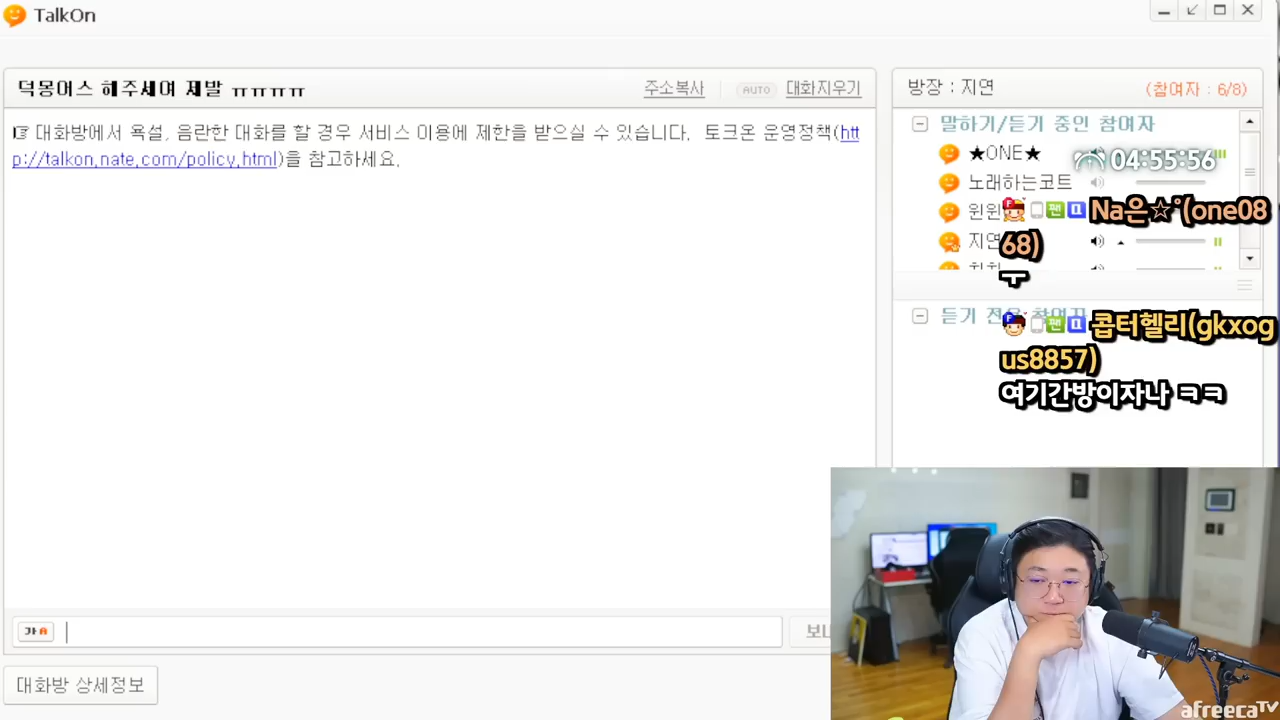 TalkOn
덕몽어스 해주세여 제발 ㅠㅠㅠㅠ
주소복사
AUTO
대화지우기
☞ 대화방에서 욕설, 음란한 대화를 할 경우 서비스 이용에 제한을 받으실 수 있습니다. 토크온 운영정책(htt
p://talkon.nate.com/policy.html)을 참고하세요.
방장 : 지연
(참여자 : 6/8)
말하기/듣기 중인 참여자
★ONE★
04:55:56
노래하는코트
윈윈
Na은☆˚(one08
68)
ㅜ
지연
듣기 전용 참여자
콥터헬리(gkxog
us8857)
여기간방이자나 ㅋㅋ
가
보내
대화방 상세정보
afreecaTV